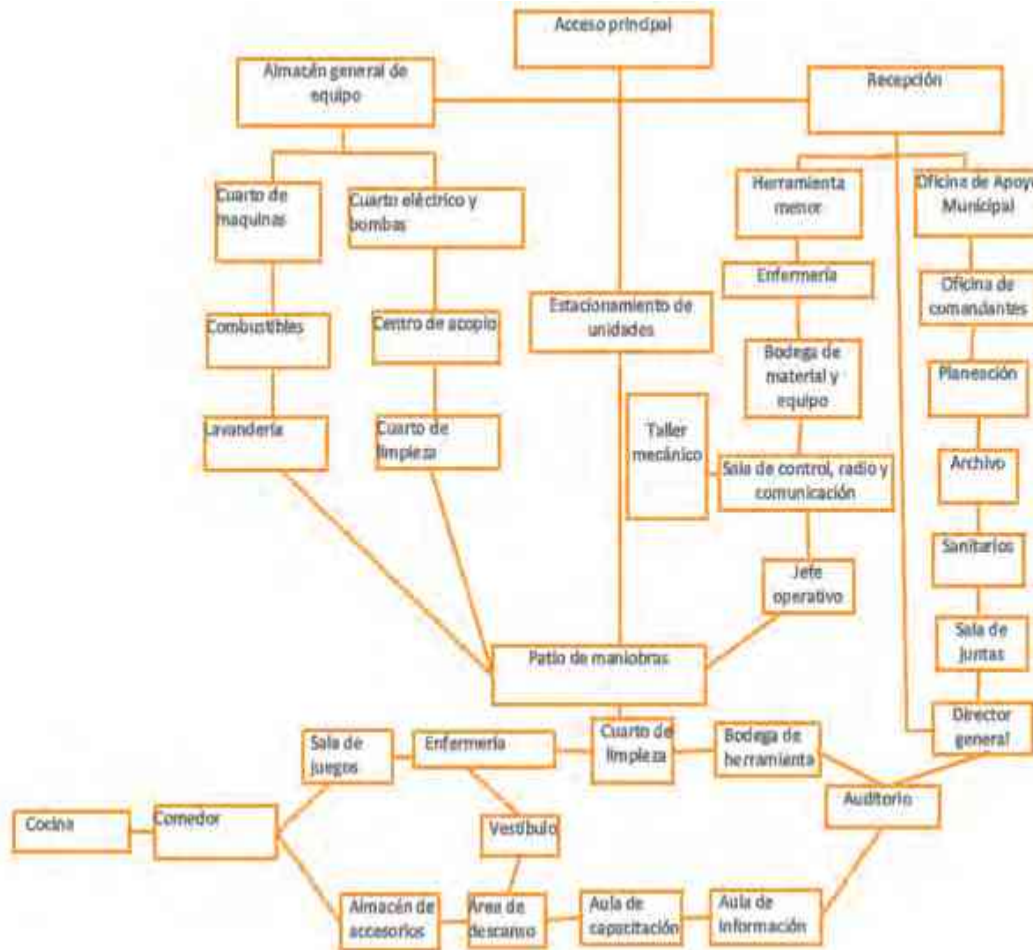 Acceso principal
Almacén general de
equipo
Recepción
Cuarto de
maquinas
Cuarto eléctrico y
bombas
Herramienta
menor
Oficina de Apoyo
Municipal
Enfermería
Oficina de
comandantes
Combustibles
Centro de acopio
Estacionamiento de
unidades
Bodega de
material y
equipo
Planeación
Lavandería
Cuarto de
limpieza
Taller
mecánico
Sala de control, radio y
comunicación
Archivo
Sanitarios
Jefe
operativo
Sala de
juntas
Patio de maniobras
Director
general
Sala de
juegos
Enfermería
Cuarto de
limpieza
Bodega de
herramienta
Auditorio
Cocina
Comedor
Vestíbulo
Almacén de
accesorios
Área de
descanso
Aula de
capacitación
Aula de
información